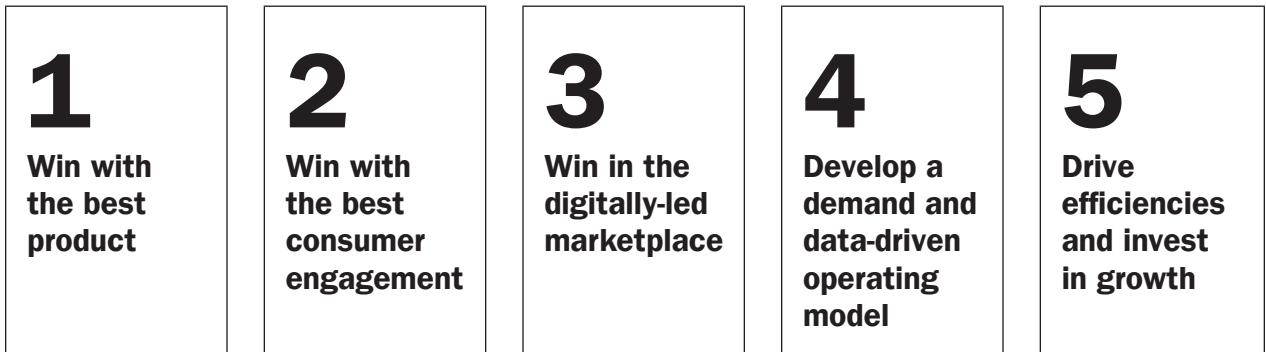 1
Win with
the best
product
2
Win with
the best
consumer
engagement
3
Win in the
digitally-led
marketplace
4
Develop a
demand and
data-driven
operating
model
5
Drive
efficiencies
and invest
in growth